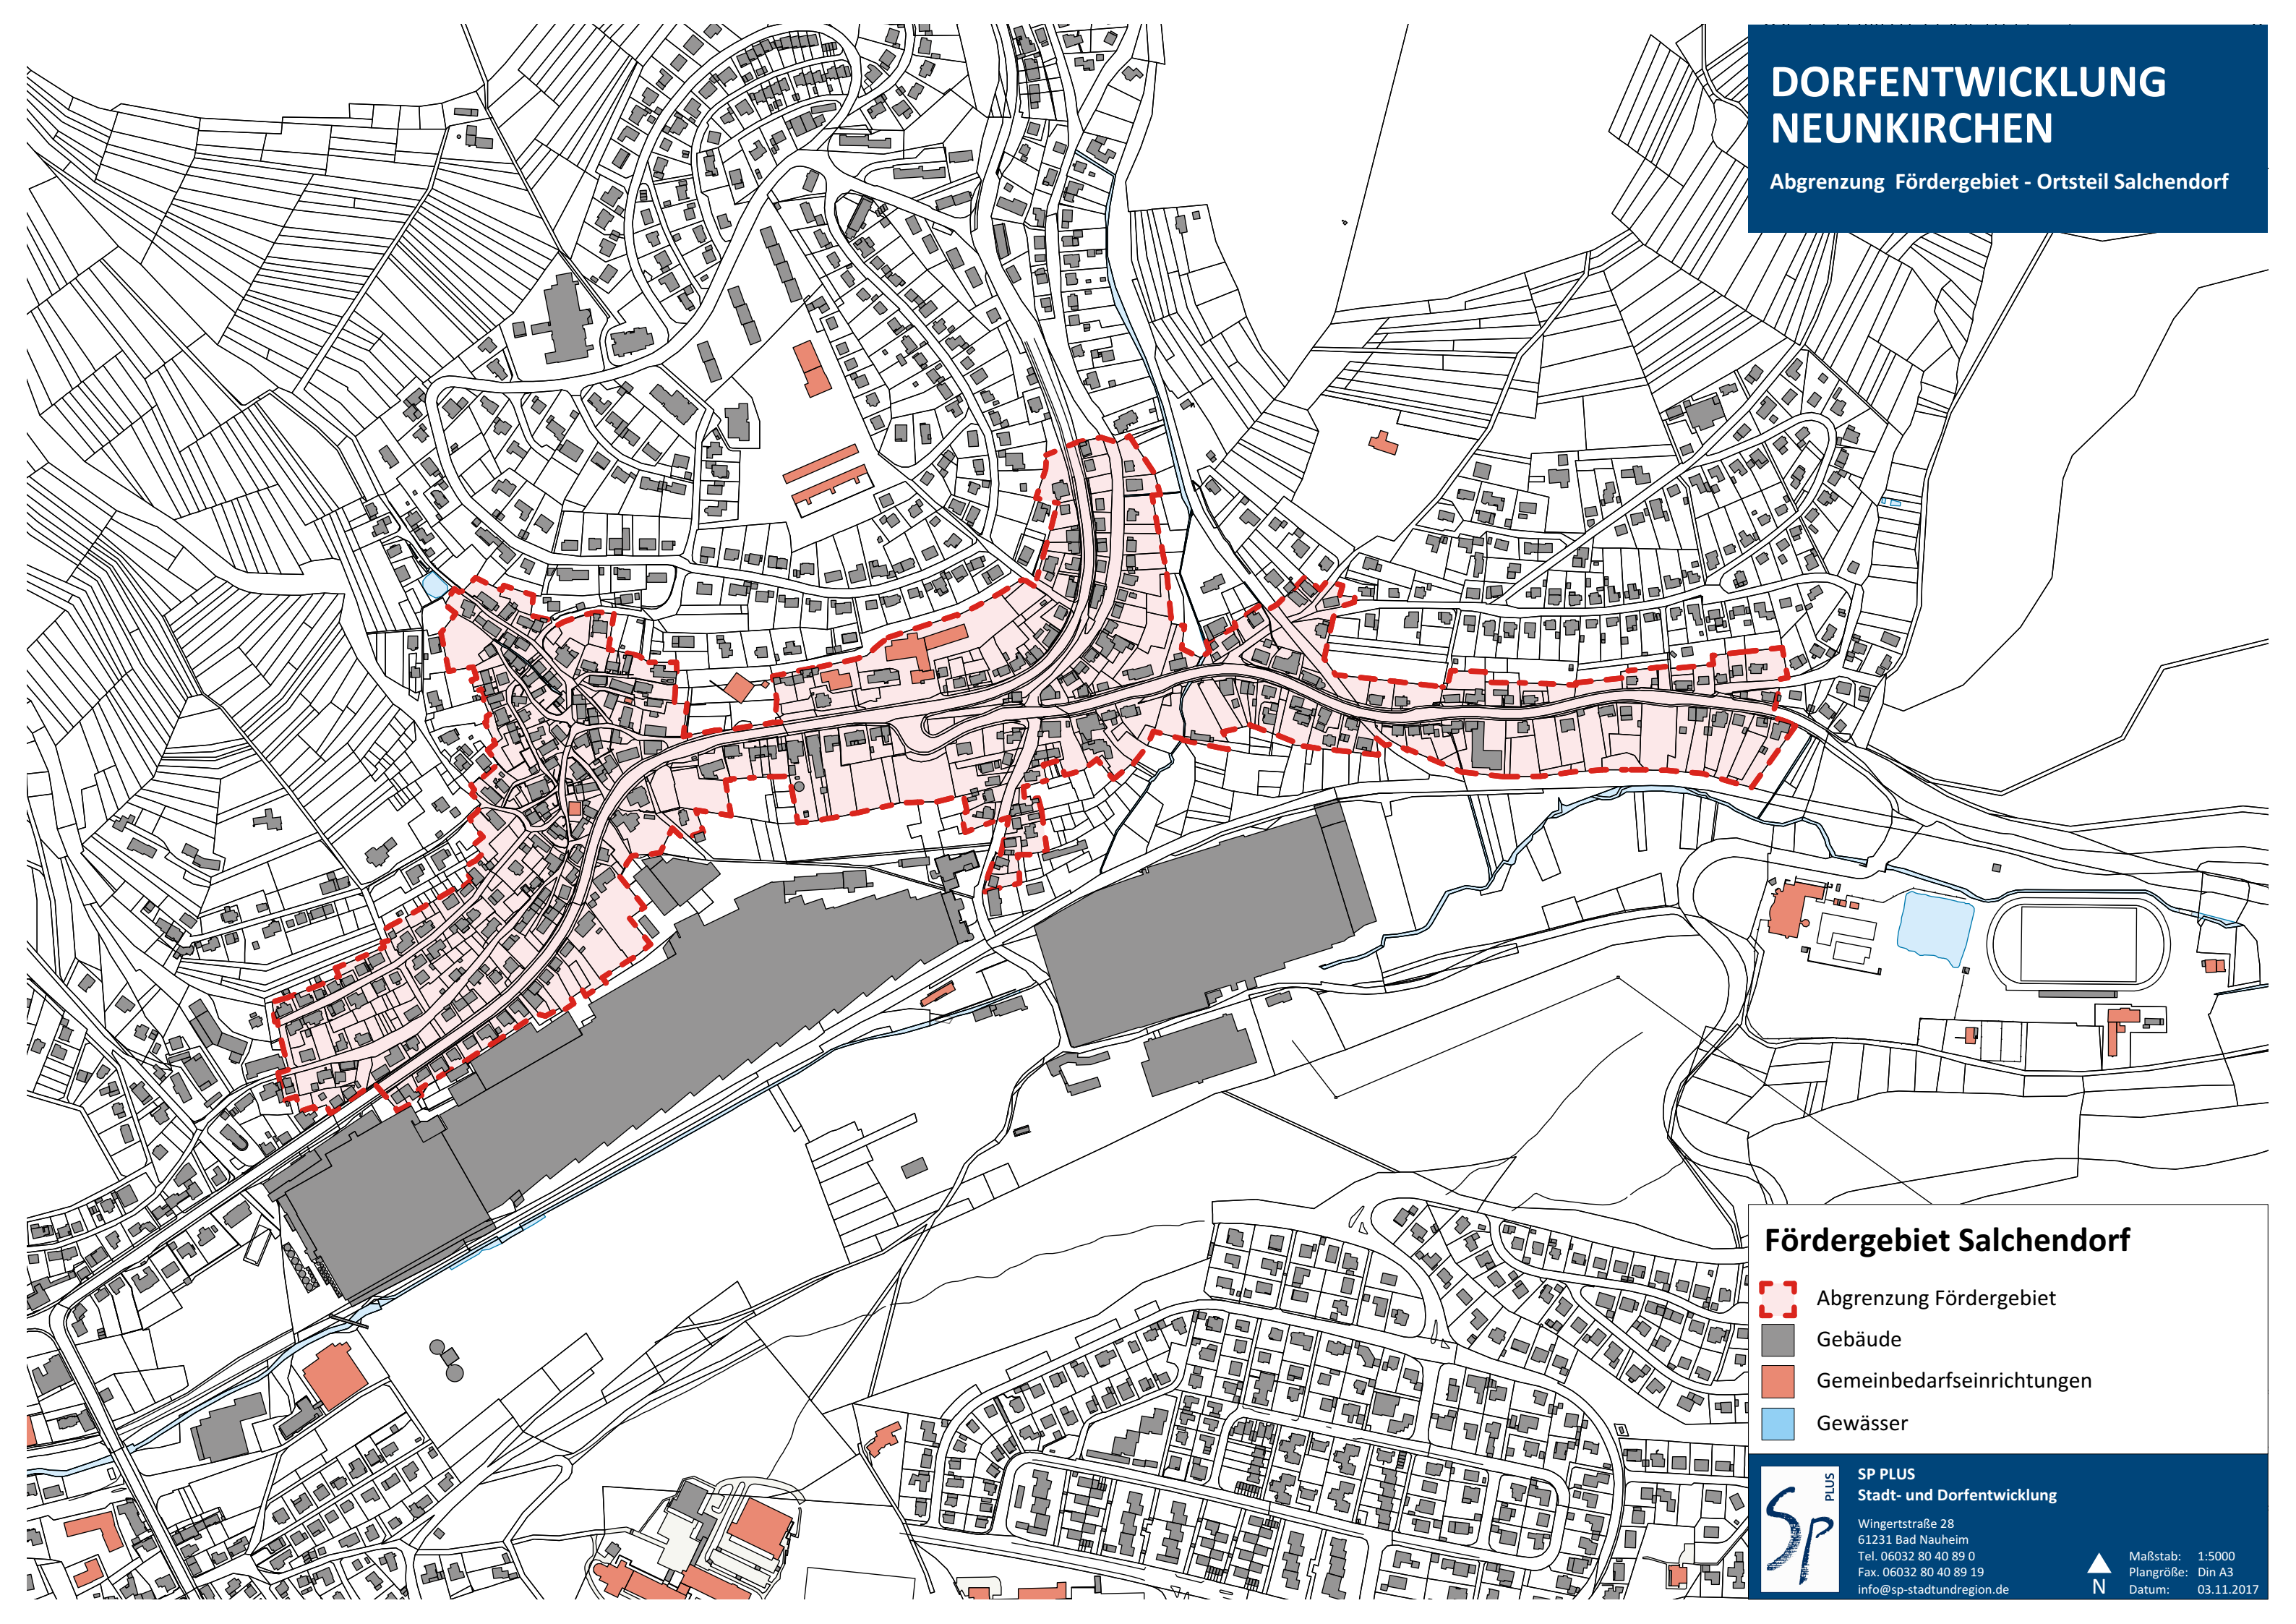 DORFENTWICKLUNG
NEUNKIRCHEN
Abgrenzung Fördergebiet - Ortsteil Salchendorf
Fördergebiet Salchendorf
Abgrenzung Fördergebiet
Gebäude
Gemeinbedarfseinrichtungen
Gewässer
SP PLUS
SP PLUS
Stadt- und Dorfentwicklung
Wingertstraße 28
61231 Bad Nauheim
Tel. 06032 80 40 89 0
Fax. 06032 80 40 89 19
info@sp-stadtundregion.de
N
Maßstab: 1:5000
Plangröße: Din A3
Datum: 03.11.2017